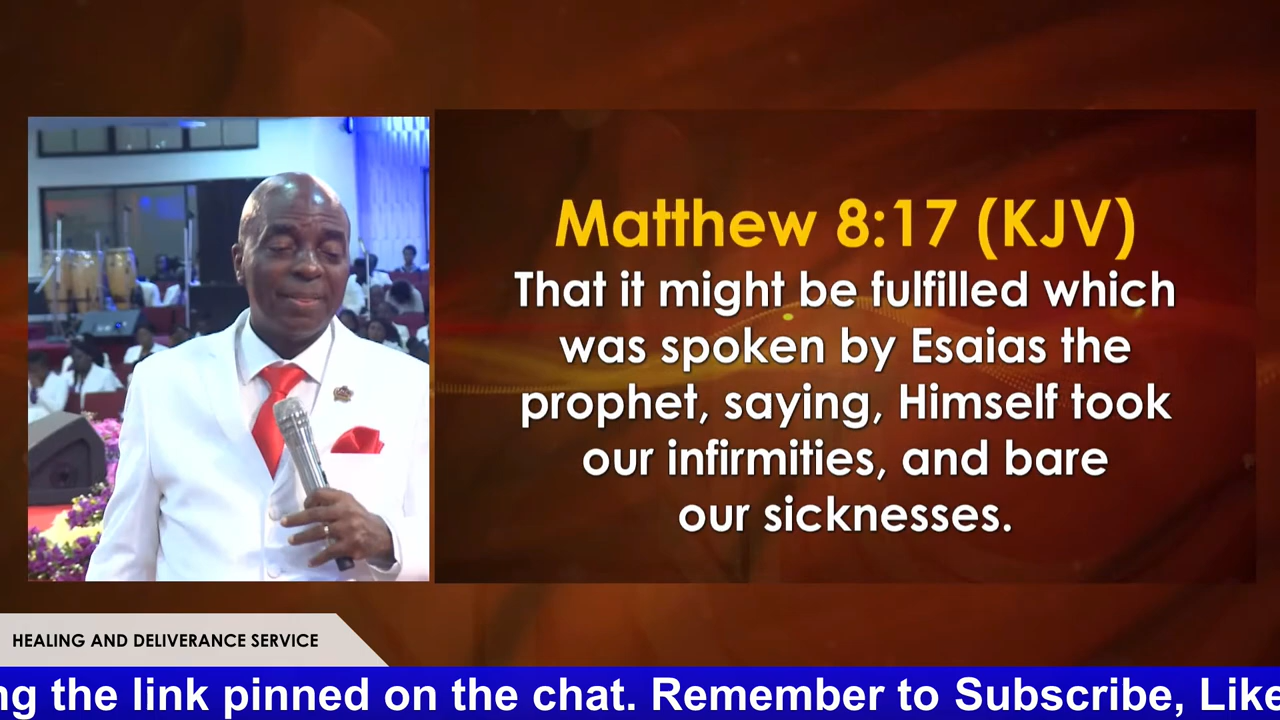 Matthew 8:17 (KJV)
That it might be fulfilled which
was spoken by Esaias the
prophet, saying, Himself took
our infirmities, and bare
our sicknesses.
HEALING AND DELIVERANCE SERVICE
ng the link pinned on the chat. Remember to Subscribe, Like